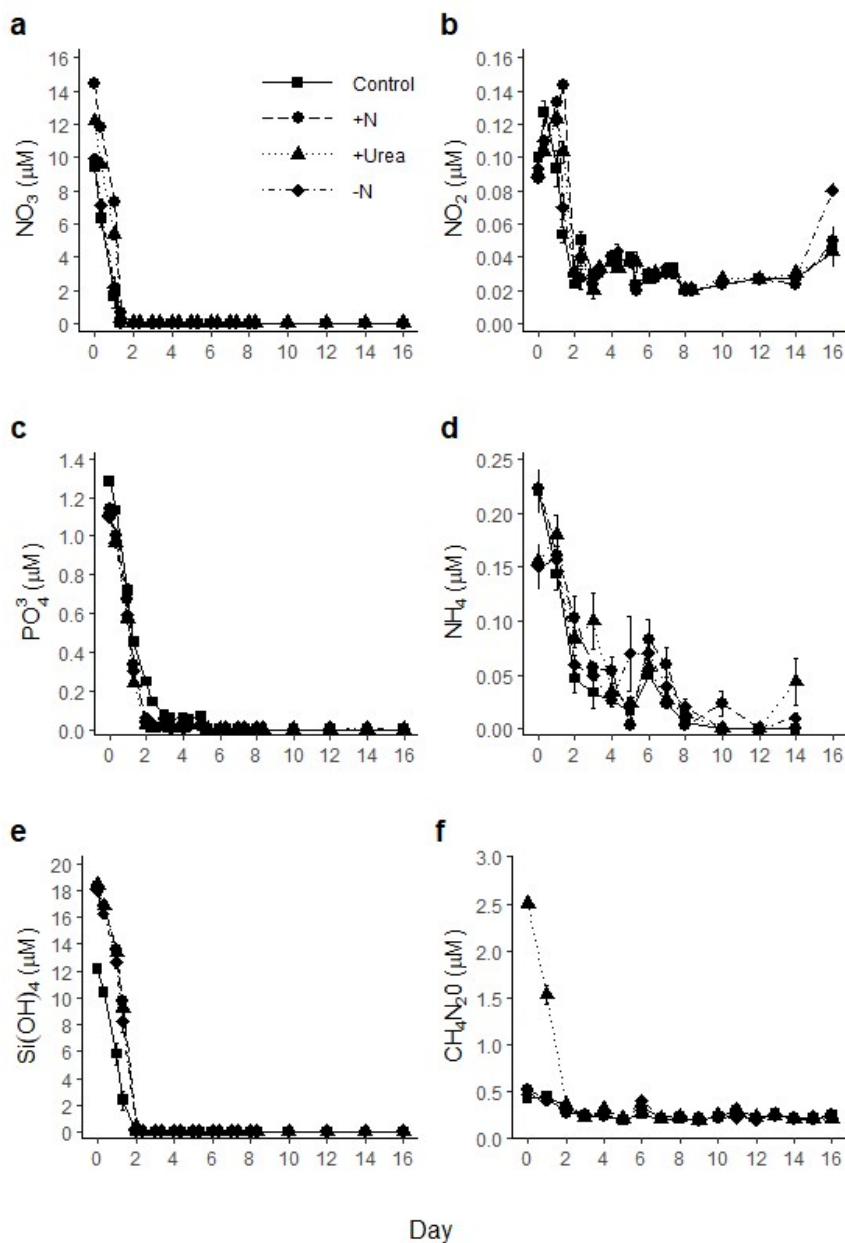 a
16
14
12
10
8
6
4
2
0
NO3 (μM)
0 2 4 6 8 10 12 14 16
Control
+N
+Urea
-N
b
0.16
0.14
0.12
0.10
0.08
0.06
0.04
0.02
0.00
NO2 (μM)
0 2 4 6 8 10 12 14 16
c
1.4
1.2
1.0
0.8
0.6
0.4
0.2
0.0
PO4^3 (μM)
0 2 4 6 8 10 12 14 16
d
0.25
0.20
0.15
0.10
0.05
0.00
NH4 (μM)
0 2 4 6 8 10 12 14 16
e
20
18
16
14
12
10
8
6
4
2
0
Si(OH)4 (μM)
0 2 4 6 8 10 12 14 16
f
3.0
2.5
2.0
1.5
1.0
0.5
0.0
CH4N20 (μM)
0 2 4 6 8 10 12 14 16
Day